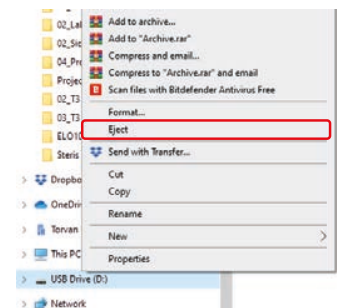 02_Lal
02_Sic
04_Pre
Projec
02_T3
03_T3
ELO10
Steris
Dropbo
OneDriv
Torvan
This PC
USB Drive (D:)
Network
Add to archive...
Add to "Archive.rar"
Compress and email...
Compress to "Archive.rar" and email
Scan files with Bitdefender Antivirus Free
Format...
Eject
Send with Transfer...
Cut
Copy
Rename
New
Properties